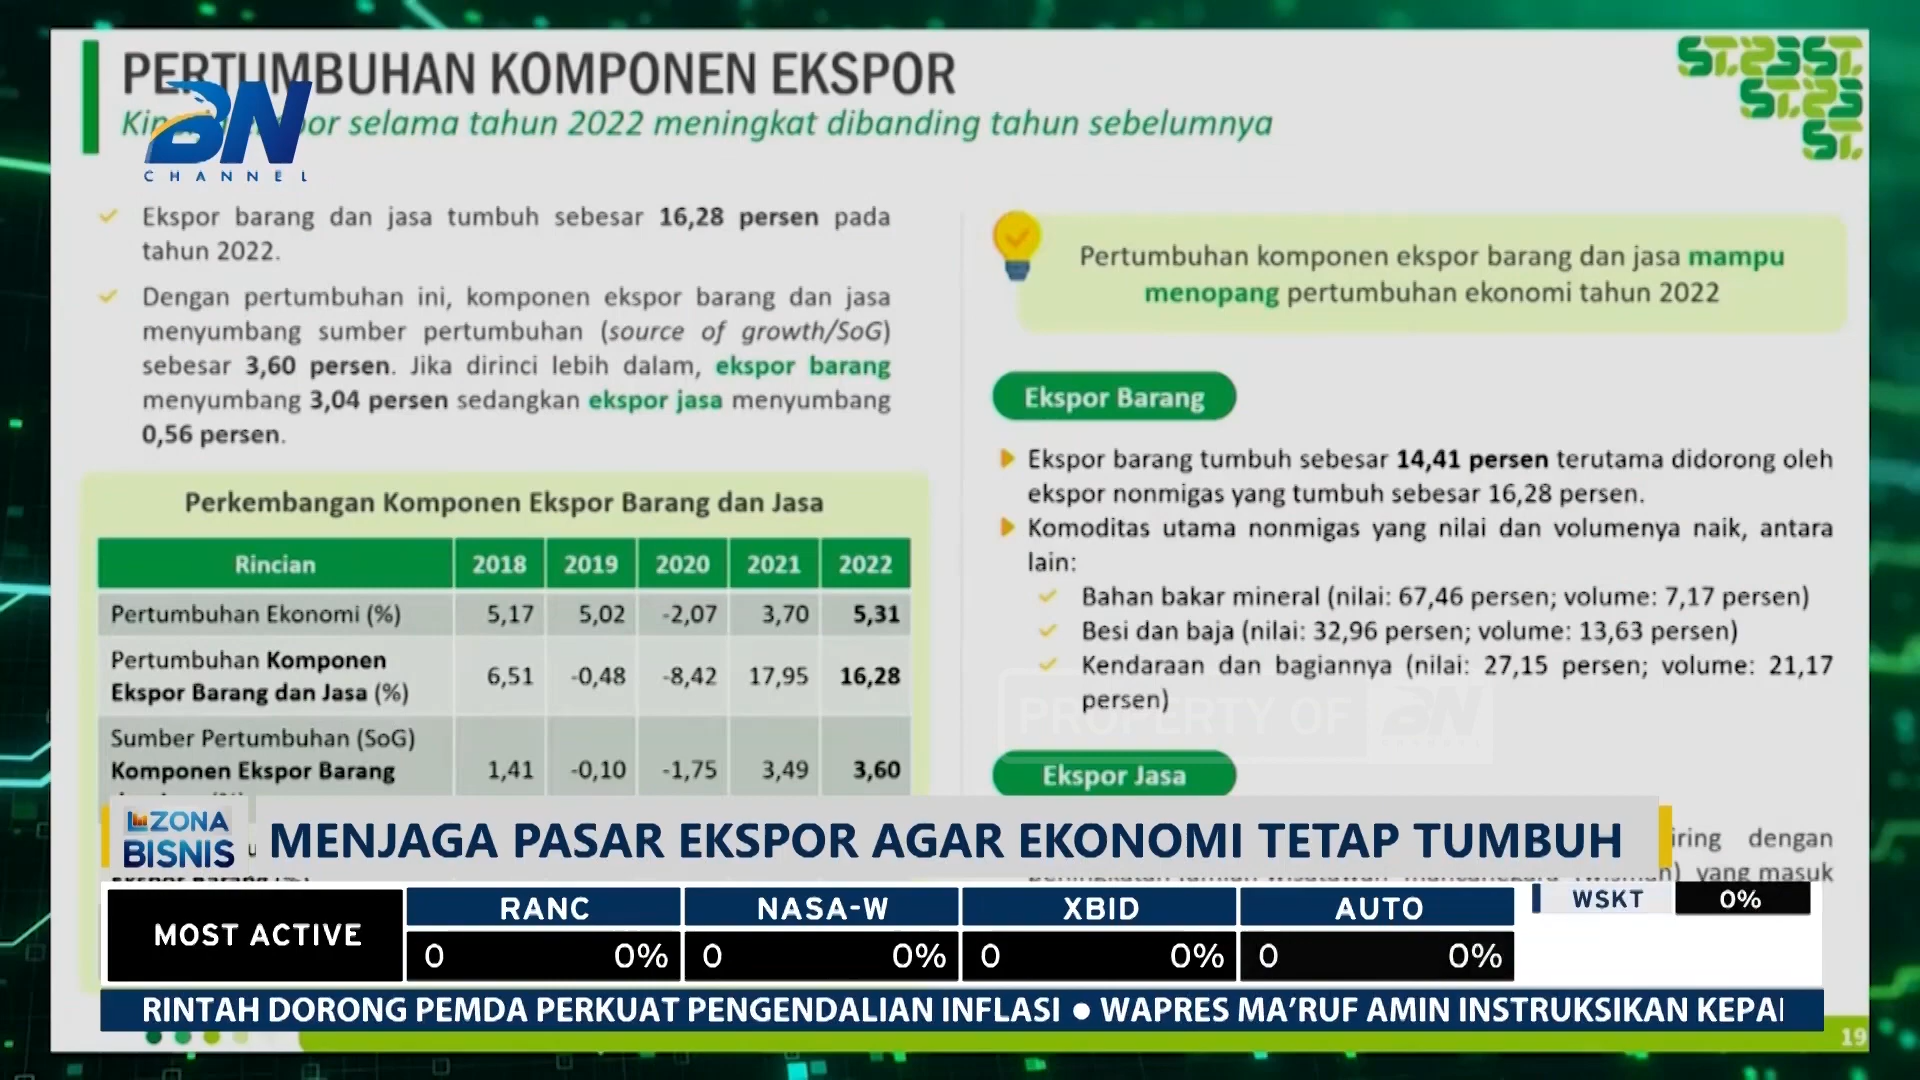 PERTUMBUHAN KOMPONEN EKSPOR
selama tahun 2022 meningkat dibanding tahun sebelumnya
BN
CHANNEL
Ekspor barang dan jasa tumbuh sebesar 16,28 persen pada
tahun 2022.
Dengan pertumbuhan ini, komponen ekspor barang dan jasa
menyumbang sumber pertumbuhan (source of growth/SoG)
sebesar 3,60 persen. Jika dirinci lebih dalam, ekspor barang
menyumbang 3,04 persen sedangkan ekspor jasa menyumbang
0,56 persen.
Perkembangan Komponen Ekspor Barang dan Jasa
Rincian 2018 2019 2020 2021 2022
Pertumbuhan Ekonomi (%) 5,17 5,02 -2,07 3,70 5,31
Pertumbuhan Komponen
Ekspor Barang dan Jasa (%) 6,51 -0,48 -8,42 17,95 16,28
Sumber Pertumbuhan (SoG)
Komponen Ekspor Barang 1,41 -0,10 -1,75 3,49 3,60
Pertumbuhan komponen ekspor barang dan jasa mampu
menopang pertumbuhan ekonomi tahun 2022
Ekspor Barang
Ekspor barang tumbuh sebesar 14,41 persen terutama didorong oleh
ekspor nonmigas yang tumbuh sebesar 16,28 persen.
Komoditas utama nonmigas yang nilai dan volumenya naik, antara
lain:
Bahan bakar mineral (nilai: 67,46 persen; volume: 7,17 persen)
Besi dan baja (nilai: 32,96 persen; volume: 13,63 persen)
Kendaraan dan bagiannya (nilai: 27,15 persen; volume: 21,17
persen)
PROPERTY OF BN CHANNEL
Ekspor Jasa
dengan
yang masuk
ZONA
BISNIS
MENJAGA PASAR EKSPOR AGAR EKONOMI TETAP TUMBUH
MOST ACTIVE
RANC NASA-W XBID AUTO
0 0% 0 0% 0 0% 0 0%
WSKT 0%
RINTAH DORONG PEMDA PERKUAT PENGENDALIAN INFLASI ● WAPRES MA'RUF AMIN INSTRUKSIKAN KEPAI
19